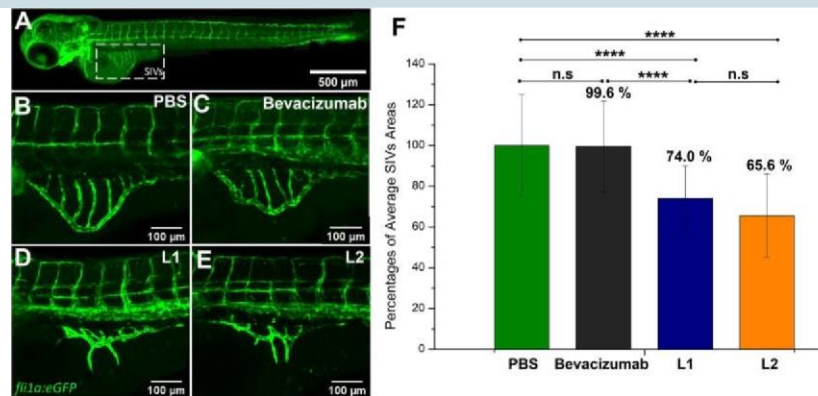 A
SIVs
500 µm
B
PBS
100 µm
C
Bevacizumab
100 µm
D
L1
fli1a:eGFP
100 µm
E
L2
100 µm
F
****
****
n.s
****
n.s
99.6 %
74.0 %
65.6 %
Percentages of Average SIVs Areas
140
120
100
80
60
40
20
0
PBS
Bevacizumab
L1
L2